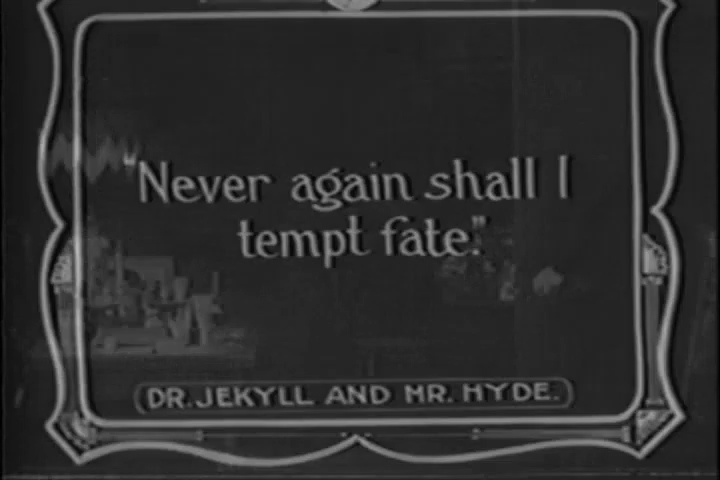 "Never again shall I
tempt fate."
DR. JEKYLL AND MR. HYDE.